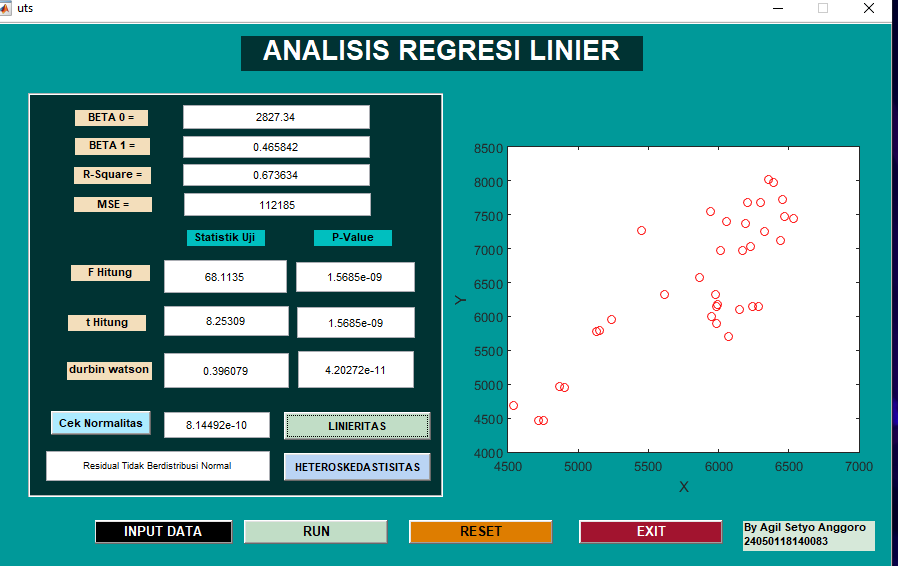 uts
ANALISIS REGRESI LINIER
BETA 0 =
2827.34
BETA 1 =
0.465842
R-Square =
0.673634
MSE =
112185
Statistik Uji
P-Value
F Hitung
68.1135
1.5685e-09
t Hitung
8.25309
1.5685e-09
durbin watson
0.396079
4.20272e-11
Cek Normalitas
8.14492e-10
LINIERITAS
Residual Tidak Berdistribusi Normal
HETEROSKEDASTISITAS
8500
8000
7500
7000
6500
6000
5500
5000
4500
4000
Y
4500 5000 5500 6000 6500 7000
X
INPUT DATA
RUN
RESET
EXIT
By Agil Setyo Anggoro
24050118140083